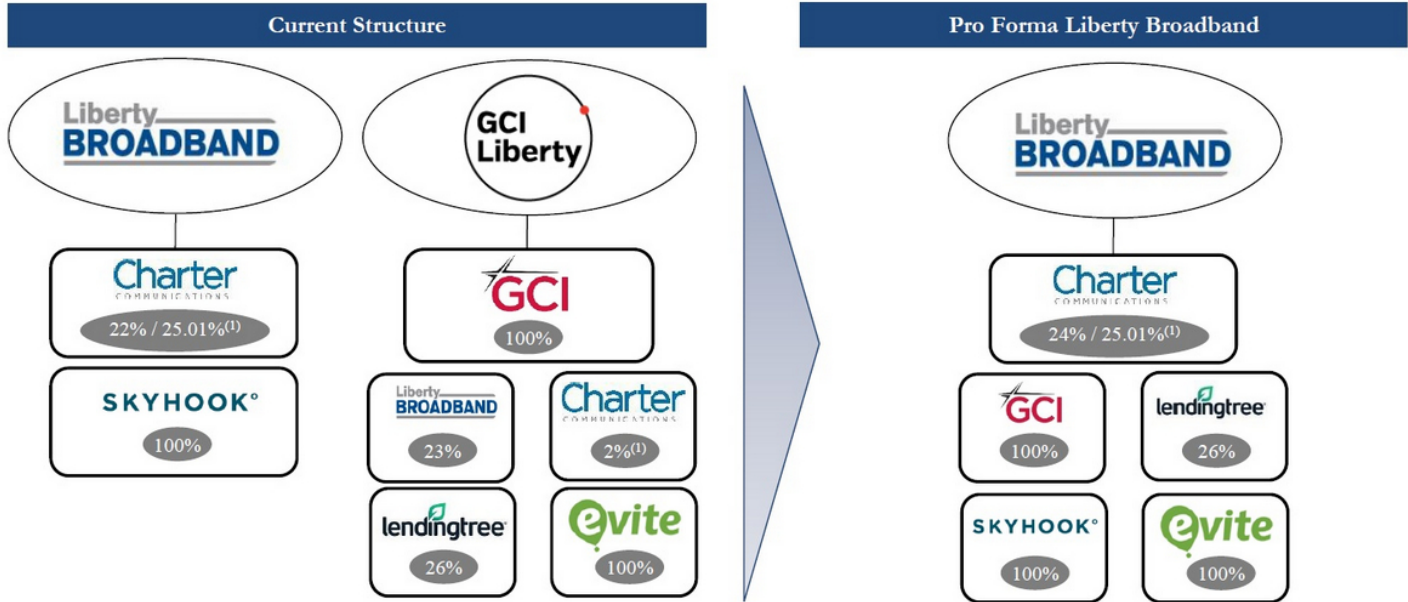 Current Structure
Liberty
BROADBAND
GCI
Liberty
Charter
COMMUNICATIONS
22% / 25.01%(1)
SKYHOOK°
100%
GCI
100%
Liberty
BROADBAND
23%
Charter
COMMUNICATIONS
2%(1)
lendingtree
26%
evite
100%
Pro Forma Liberty Broadband
Liberty
BROADBAND
Charter
COMMUNICATIONS
24% / 25.01%(1)
GCI
100%
lendingtree
26%
SKYHOOK°
100%
evite
100%